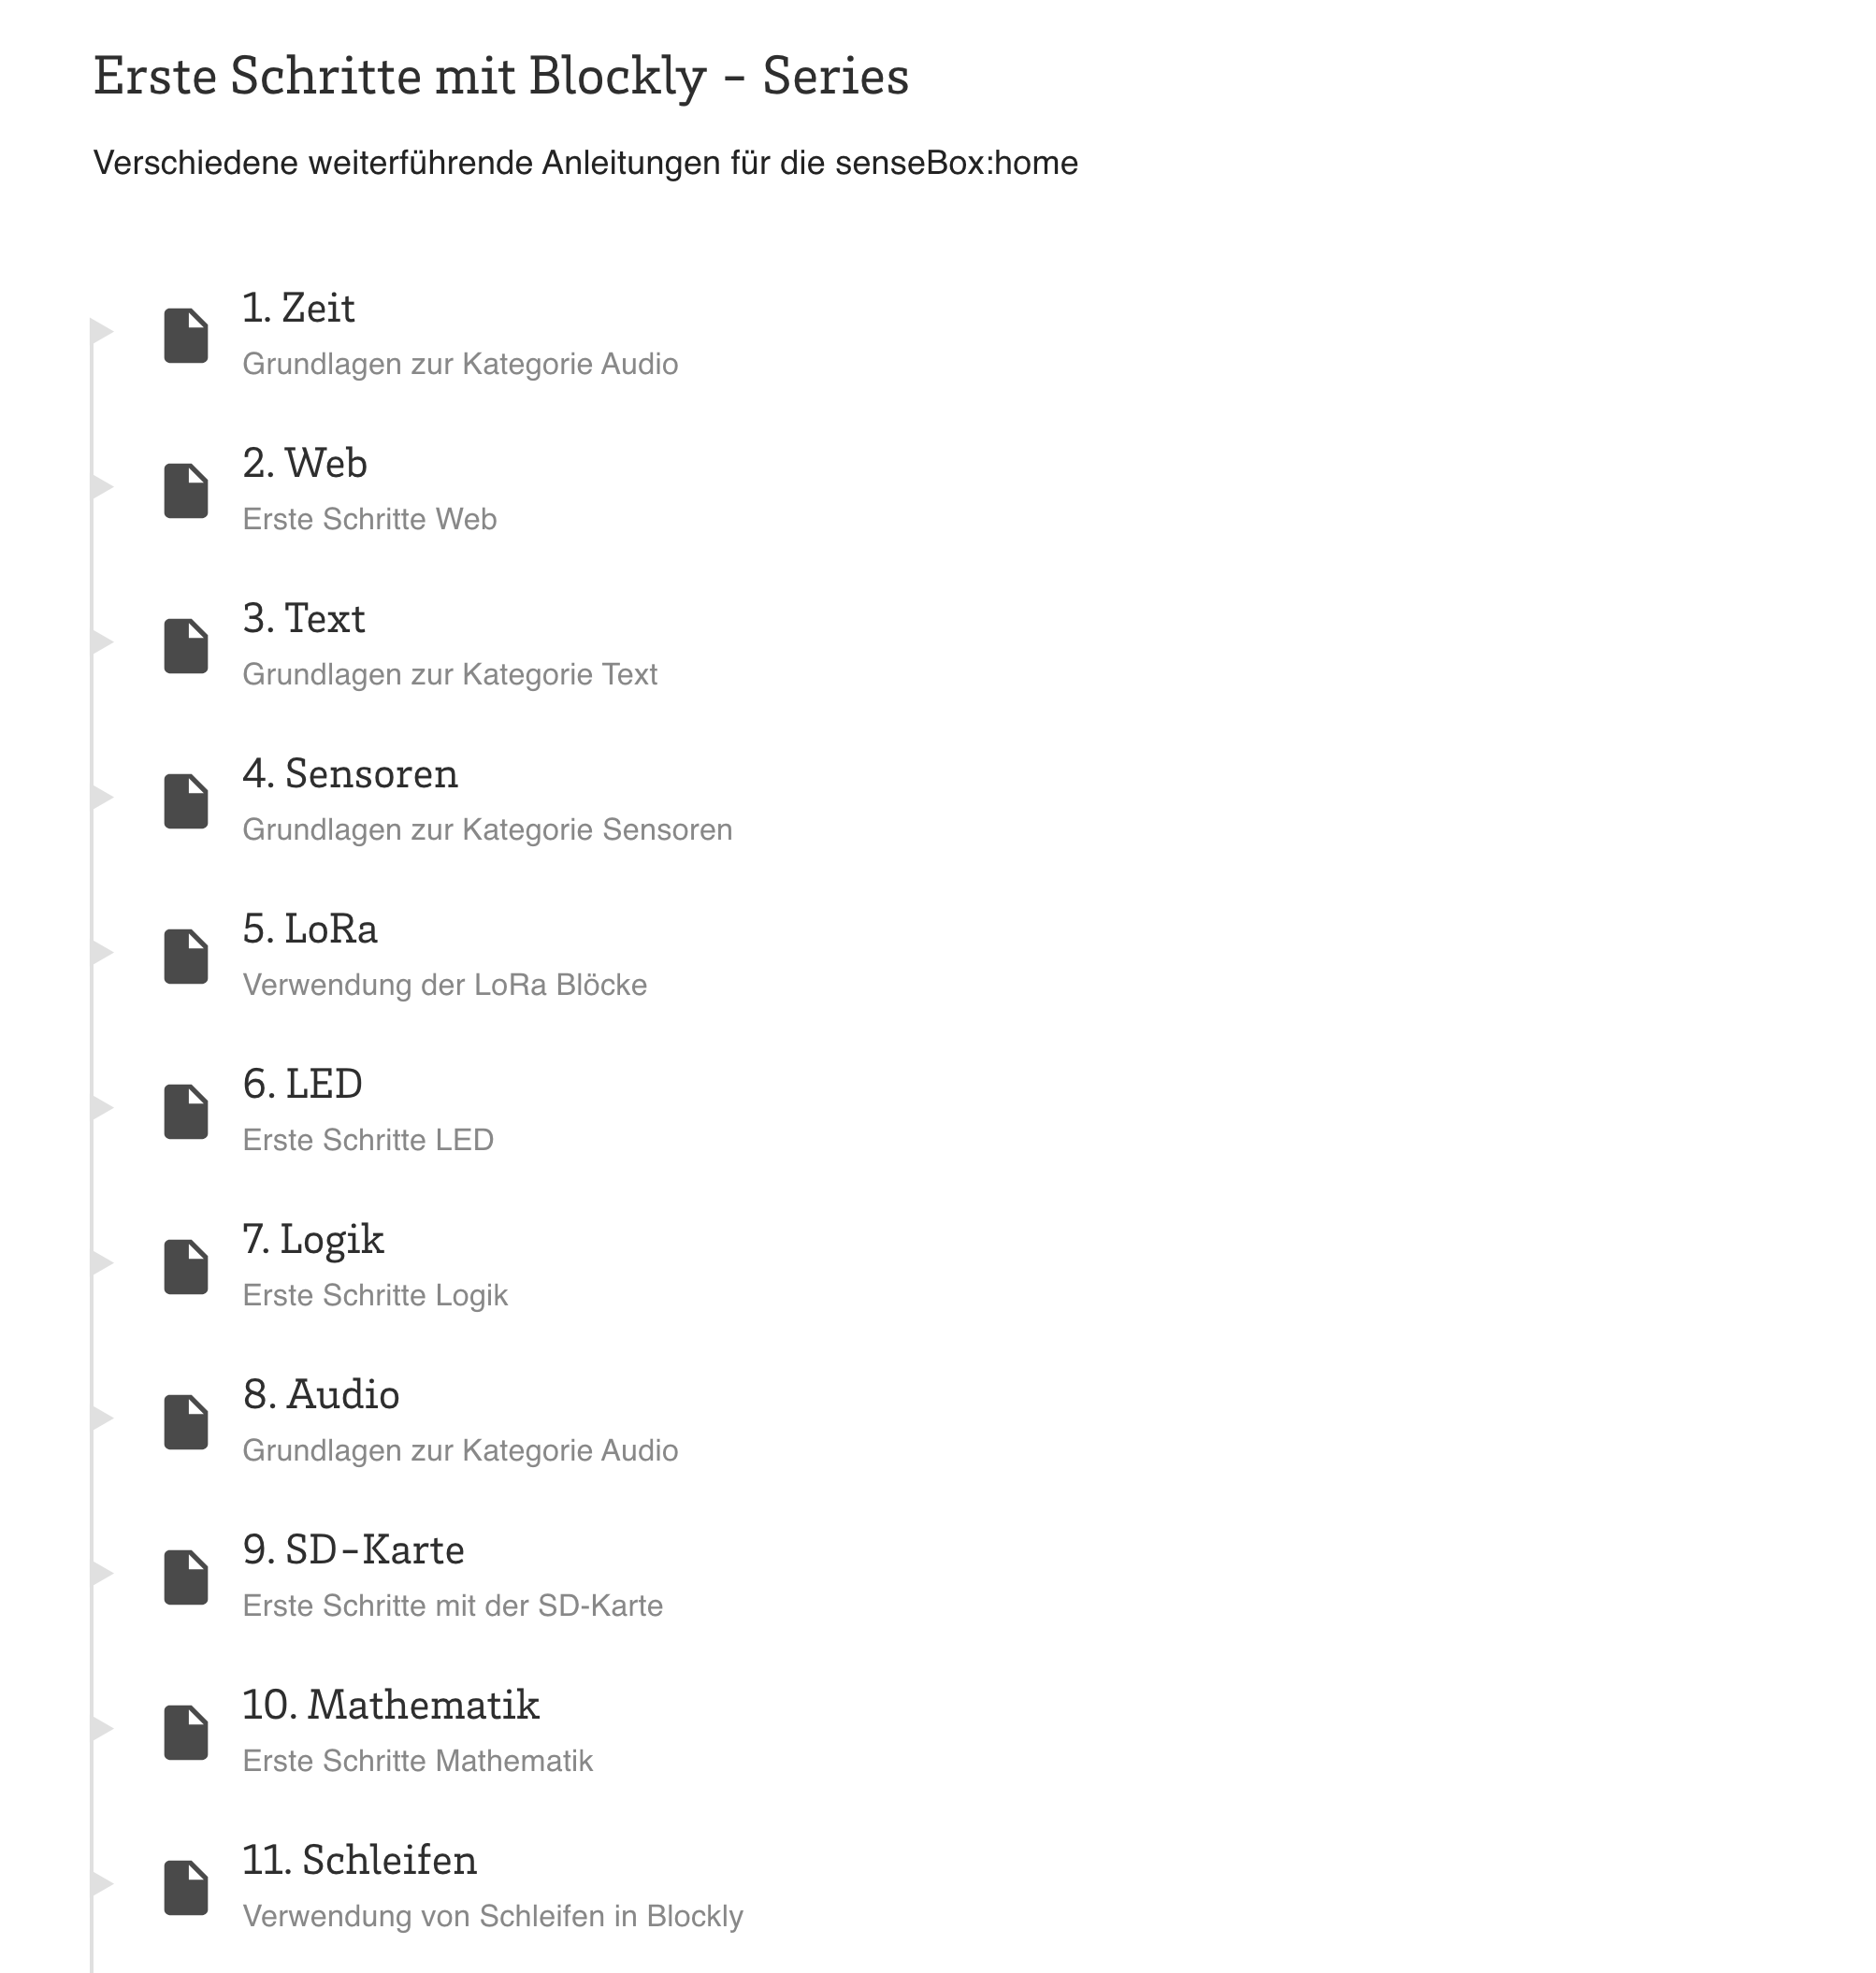 Erste Schritte mit Blockly – Series
Verschiedene weiterführende Anleitungen für die senseBox:home
1. Zeit
Grundlagen zur Kategorie Audio
2. Web
Erste Schritte Web
3. Text
Grundlagen zur Kategorie Text
4. Sensoren
Grundlagen zur Kategorie Sensoren
5. LoRa
Verwendung der LoRa Blöcke
6. LED
Erste Schritte LED
7. Logik
Erste Schritte Logik
8. Audio
Grundlagen zur Kategorie Audio
9. SD-Karte
Erste Schritte mit der SD-Karte
10. Mathematik
Erste Schritte Mathematik
11. Schleifen
Verwendung von Schleifen in Blockly